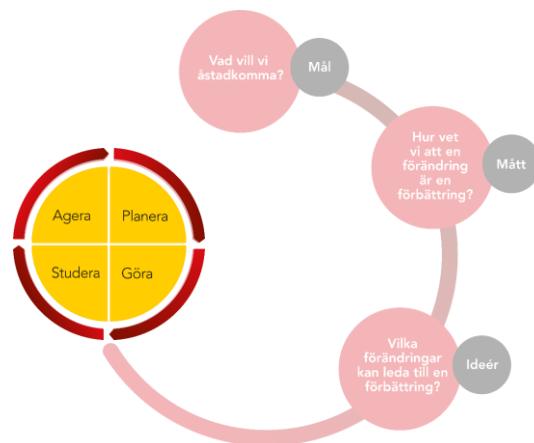 Vad vill vi
åstadkomma?
Mål
Hur vet
vi att en
förändring
är en
förbättring?
Mått
Vilka
förändringar
kan leda till en
förbättring?
Ideér
Agera
Planera
Studera
Göra